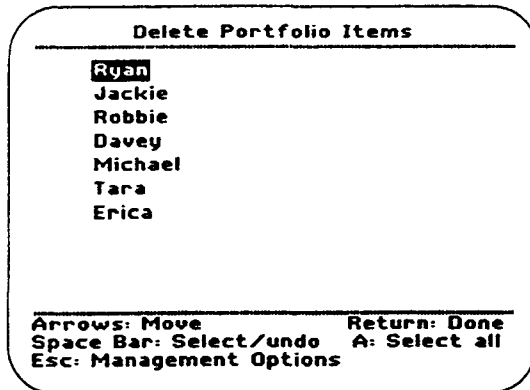 Delete Portfolio Items
Ryan
Jackie
Robbie
Davey
Michael
Tara
Erica
Arrows: Move Return: Done
Space Bar: Select/undo A: Select all
Esc: Management Options